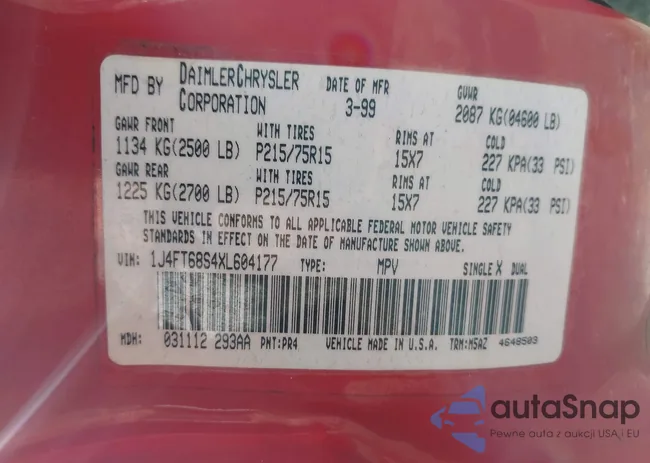 MFD BY DAIMLERCHRYSLER CORPORATION DATE OF MFR 3-99 GVWR 2087 KG(04600 LB)
GAWR FRONT WITH TIRES RIMS AT COLD
1134 KG(2500 LB) P215/75R15 15X7 227 KPA(33 PSI)
GAWR REAR WITH TIRES RIMS AT COLD
1225 KG(2700 LB) P215/75R15 15X7 227 KPA(33 PSI)
THIS VEHICLE CONFORMS TO ALL APPLICABLE FEDERAL MOTOR VEHICLE SAFETY
STANDARDS IN EFFECT ON THE DATE OF MANUFACTURE SHOWN ABOVE.
VIN: 1J4FT68S4XL604177 TYPE: MPV SINGLE X DUAL
MDH: 031112 293AA PNT:PR4 VEHICLE MADE IN U.S.A. TRM:M5AZ 4648503
autaSnap
Pewne auta z aukcji USA i EU